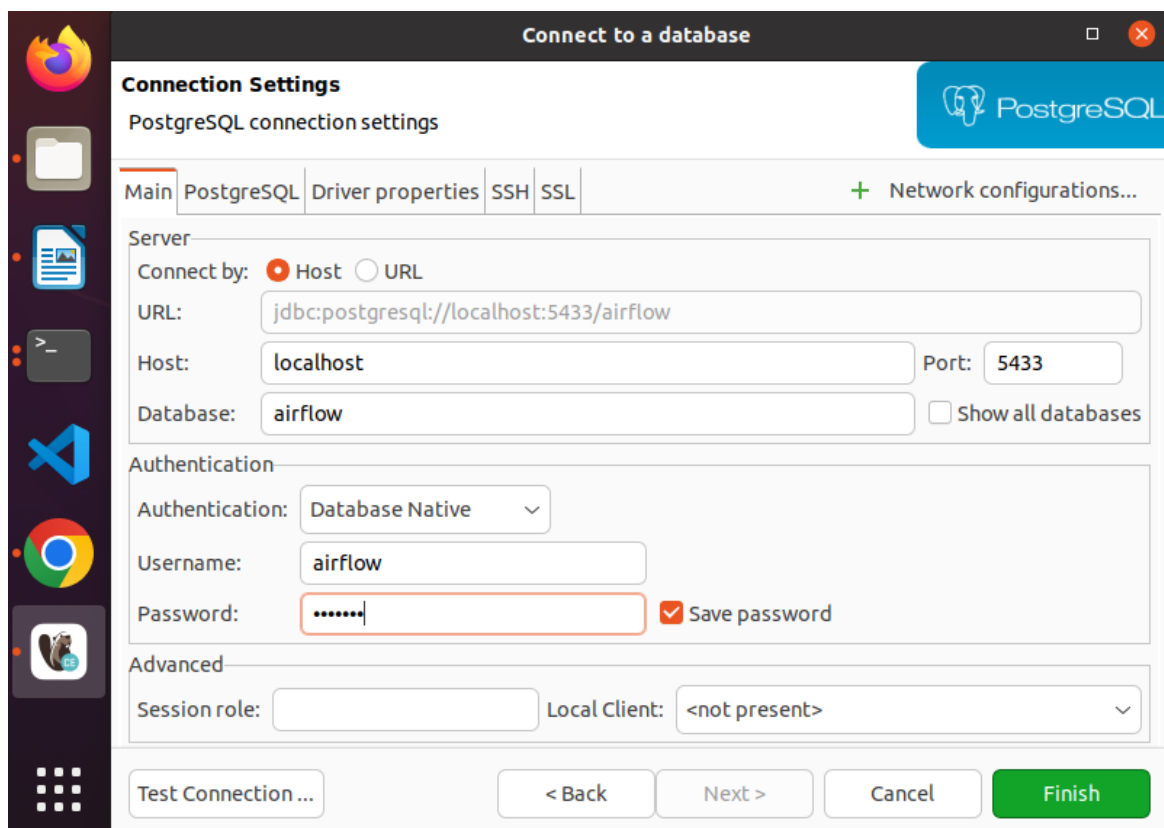 Connect to a database
Connection Settings
PostgreSQL connection settings
PostgreSQL
Main PostgreSQL Driver properties SSH SSL + Network configurations...
Server
Connect by: Host URL
URL: jdbc:postgresql://localhost:5433/airflow
Host: localhost Port: 5433
Database: airflow Show all databases
Authentication
Authentication: Database Native
Username: airflow
Password: ••••••• Save password
Advanced
Session role: Local Client: <not present>
Test Connection ... < Back Next > Cancel Finish
>_
CE